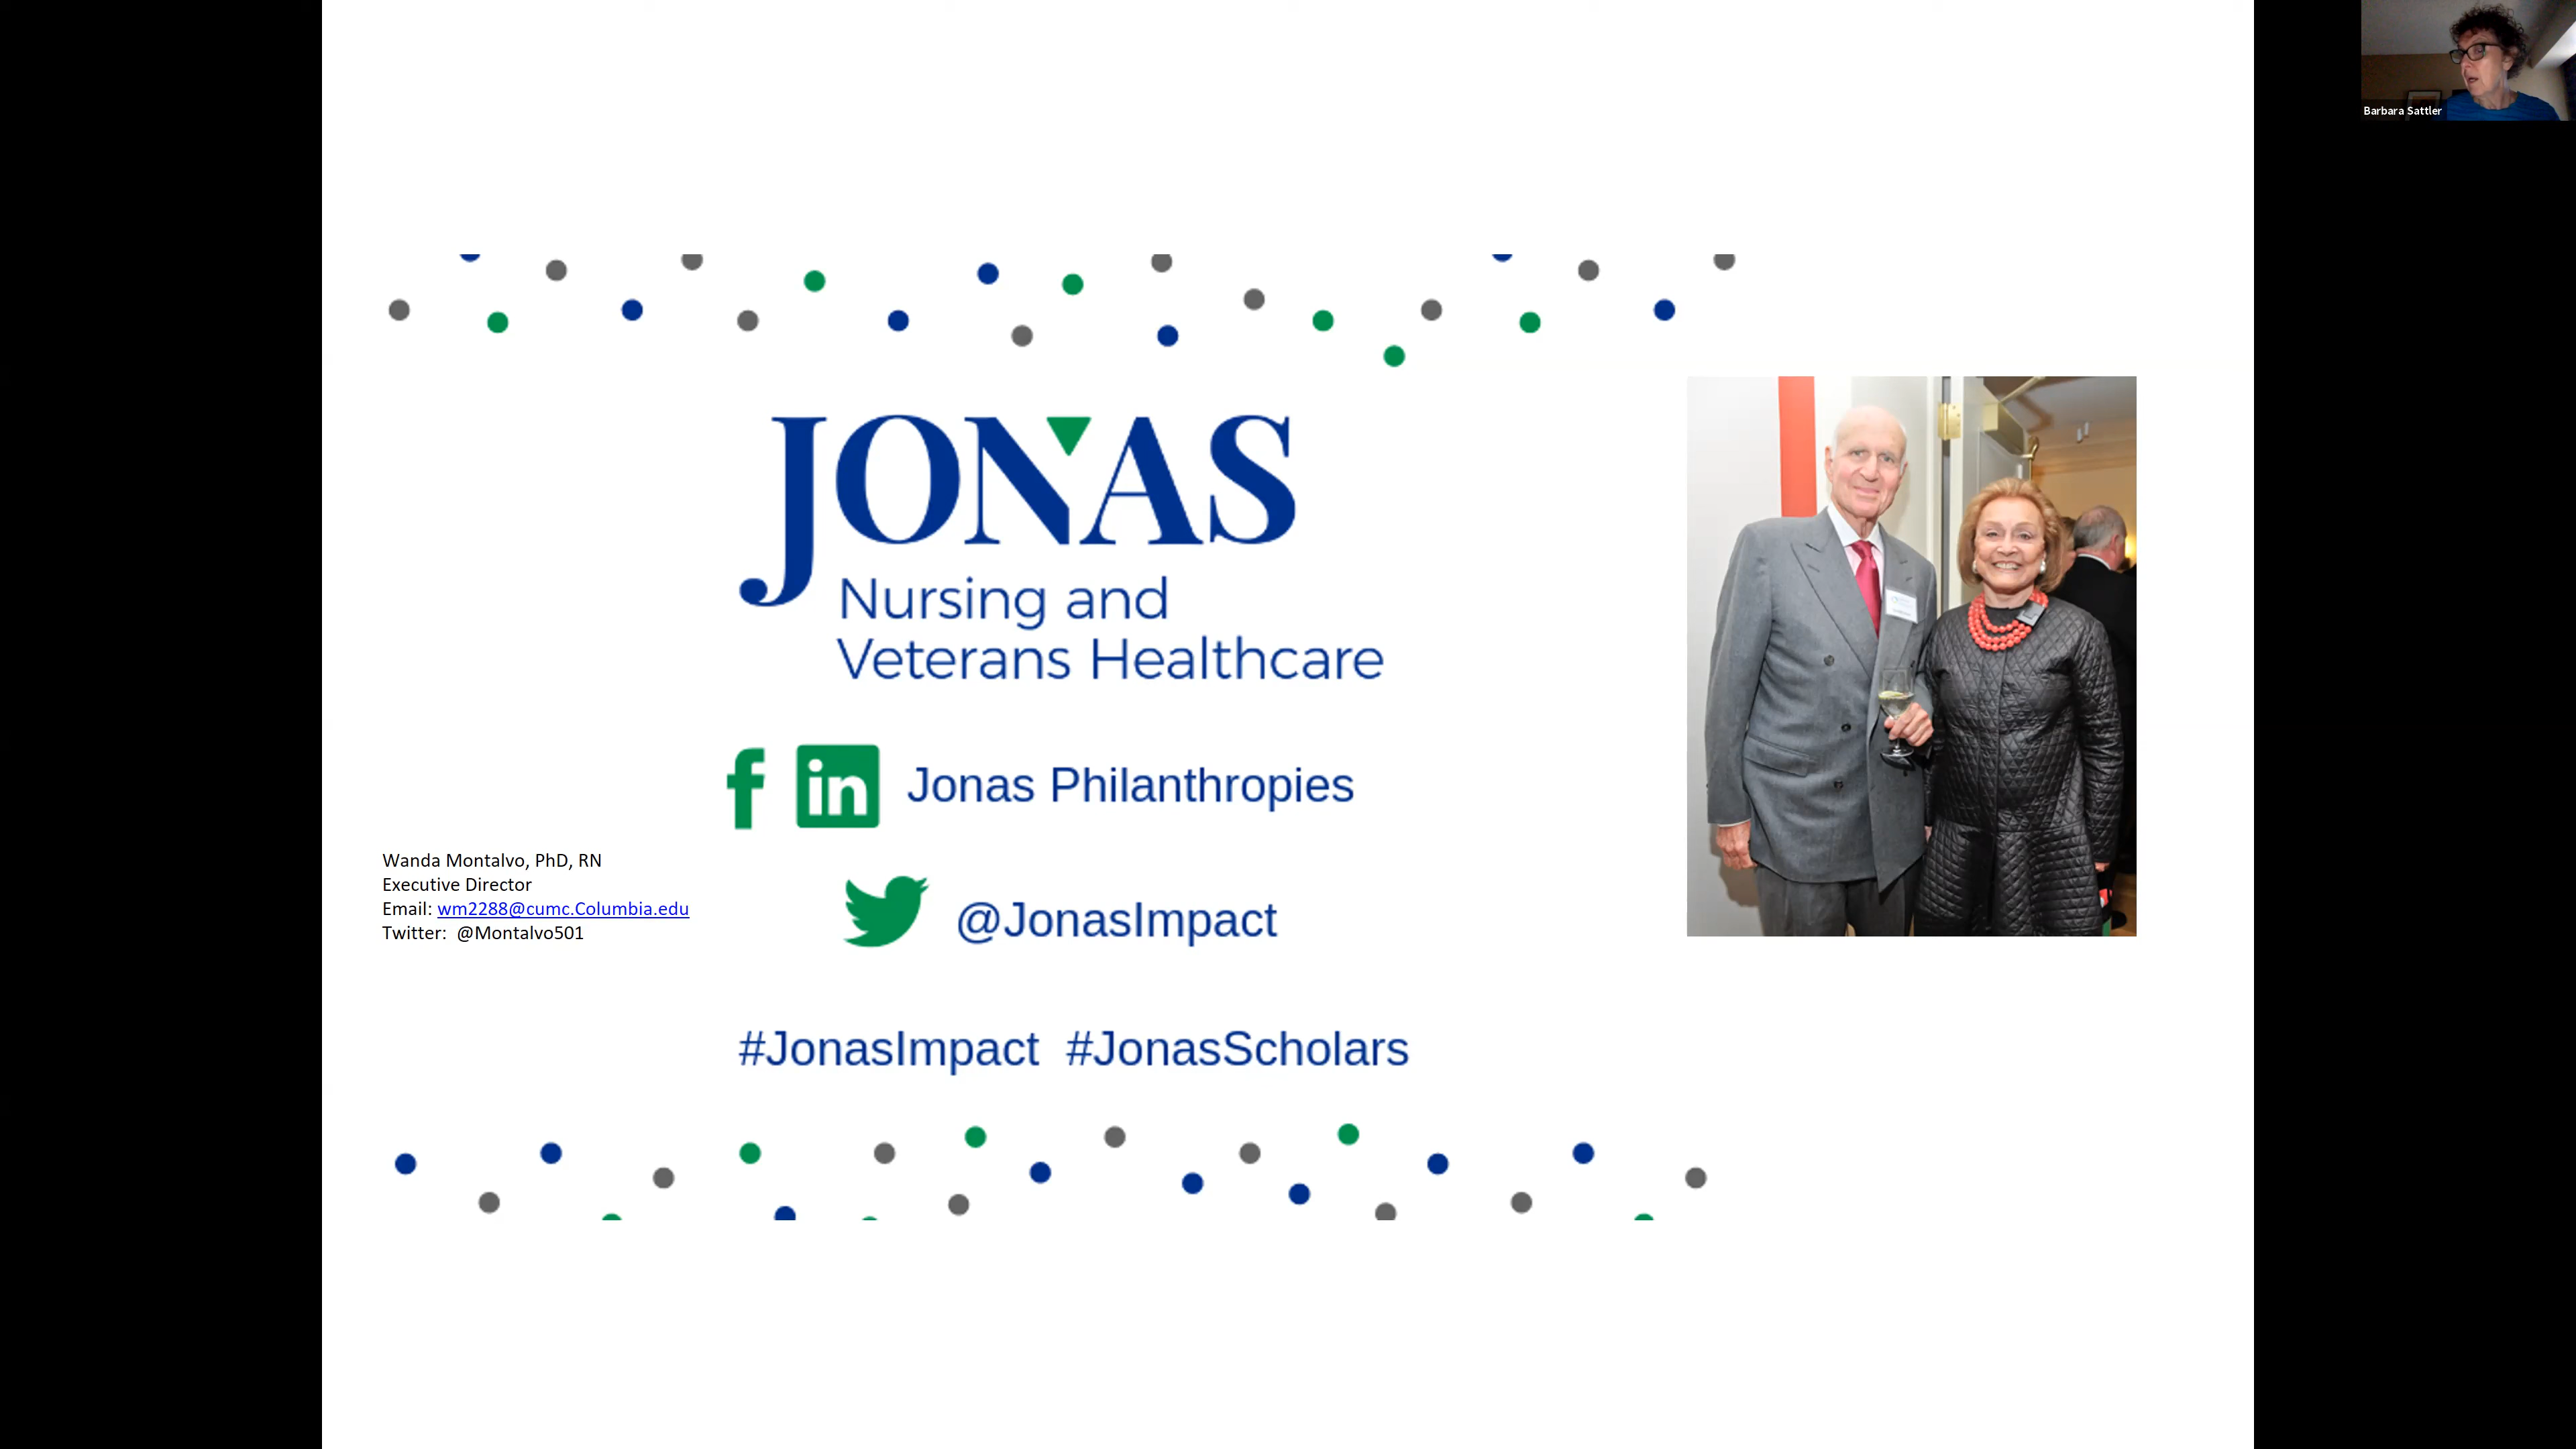 Barbara Sattler
JONAS
Nursing and
Veterans Healthcare
f in Jonas Philanthropies
Wanda Montalvo, PhD, RN
Executive Director
Email: wm2288@cumc.Columbia.edu
Twitter: @Montalvo501
@JonasImpact
#JonasImpact #JonasScholars